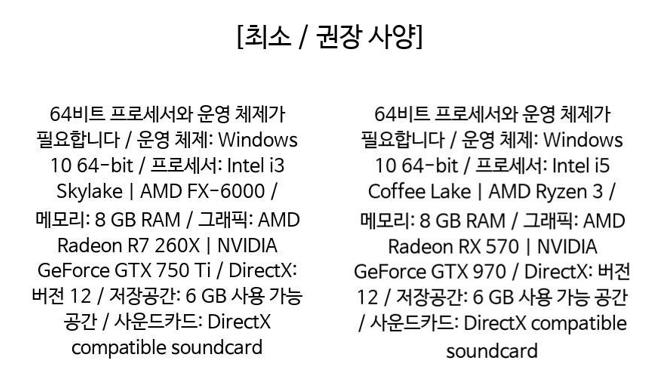 [최소 / 권장 사양]
64비트 프로세서와 운영 체제가
필요합니다 / 운영 체제: Windows
10 64-bit / 프로세서: Intel i3
Skylake | AMD FX-6000 /
메모리: 8 GB RAM / 그래픽: AMD
Radeon R7 260X | NVIDIA
GeForce GTX 750 Ti / DirectX:
버전 12 / 저장공간: 6 GB 사용 가능
공간 / 사운드카드: DirectX
compatible soundcard
64비트 프로세서와 운영 체제가
필요합니다 / 운영 체제: Windows
10 64-bit / 프로세서: Intel i5
Coffee Lake | AMD Ryzen 3 /
메모리: 8 GB RAM / 그래픽: AMD
Radeon RX 570 | NVIDIA
GeForce GTX 970 / DirectX: 버전
12 / 저장공간: 6 GB 사용 가능 공간
/ 사운드카드: DirectX compatible
soundcard